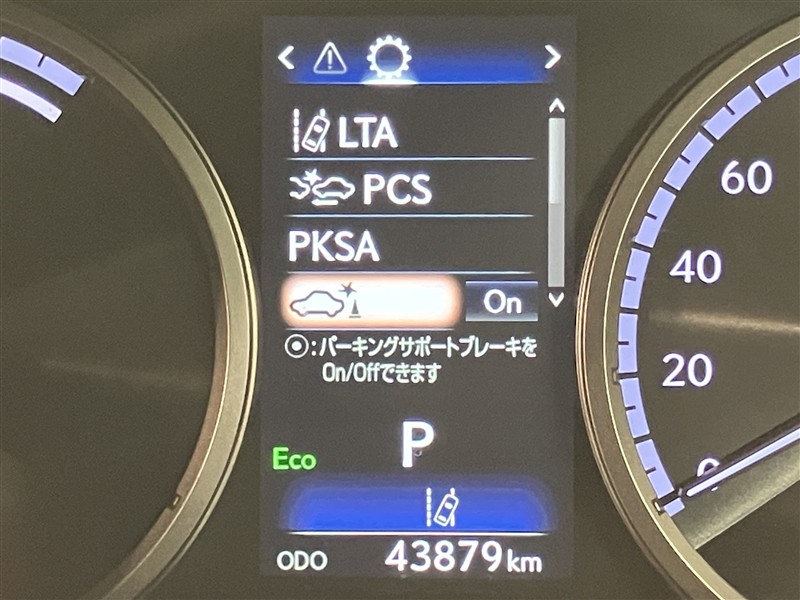 LTA
PCS
PKSA
On
⦿:パーキングサポートブレーキを
On/Offできます
P
Eco
ODO 43879km
60
40
20
0